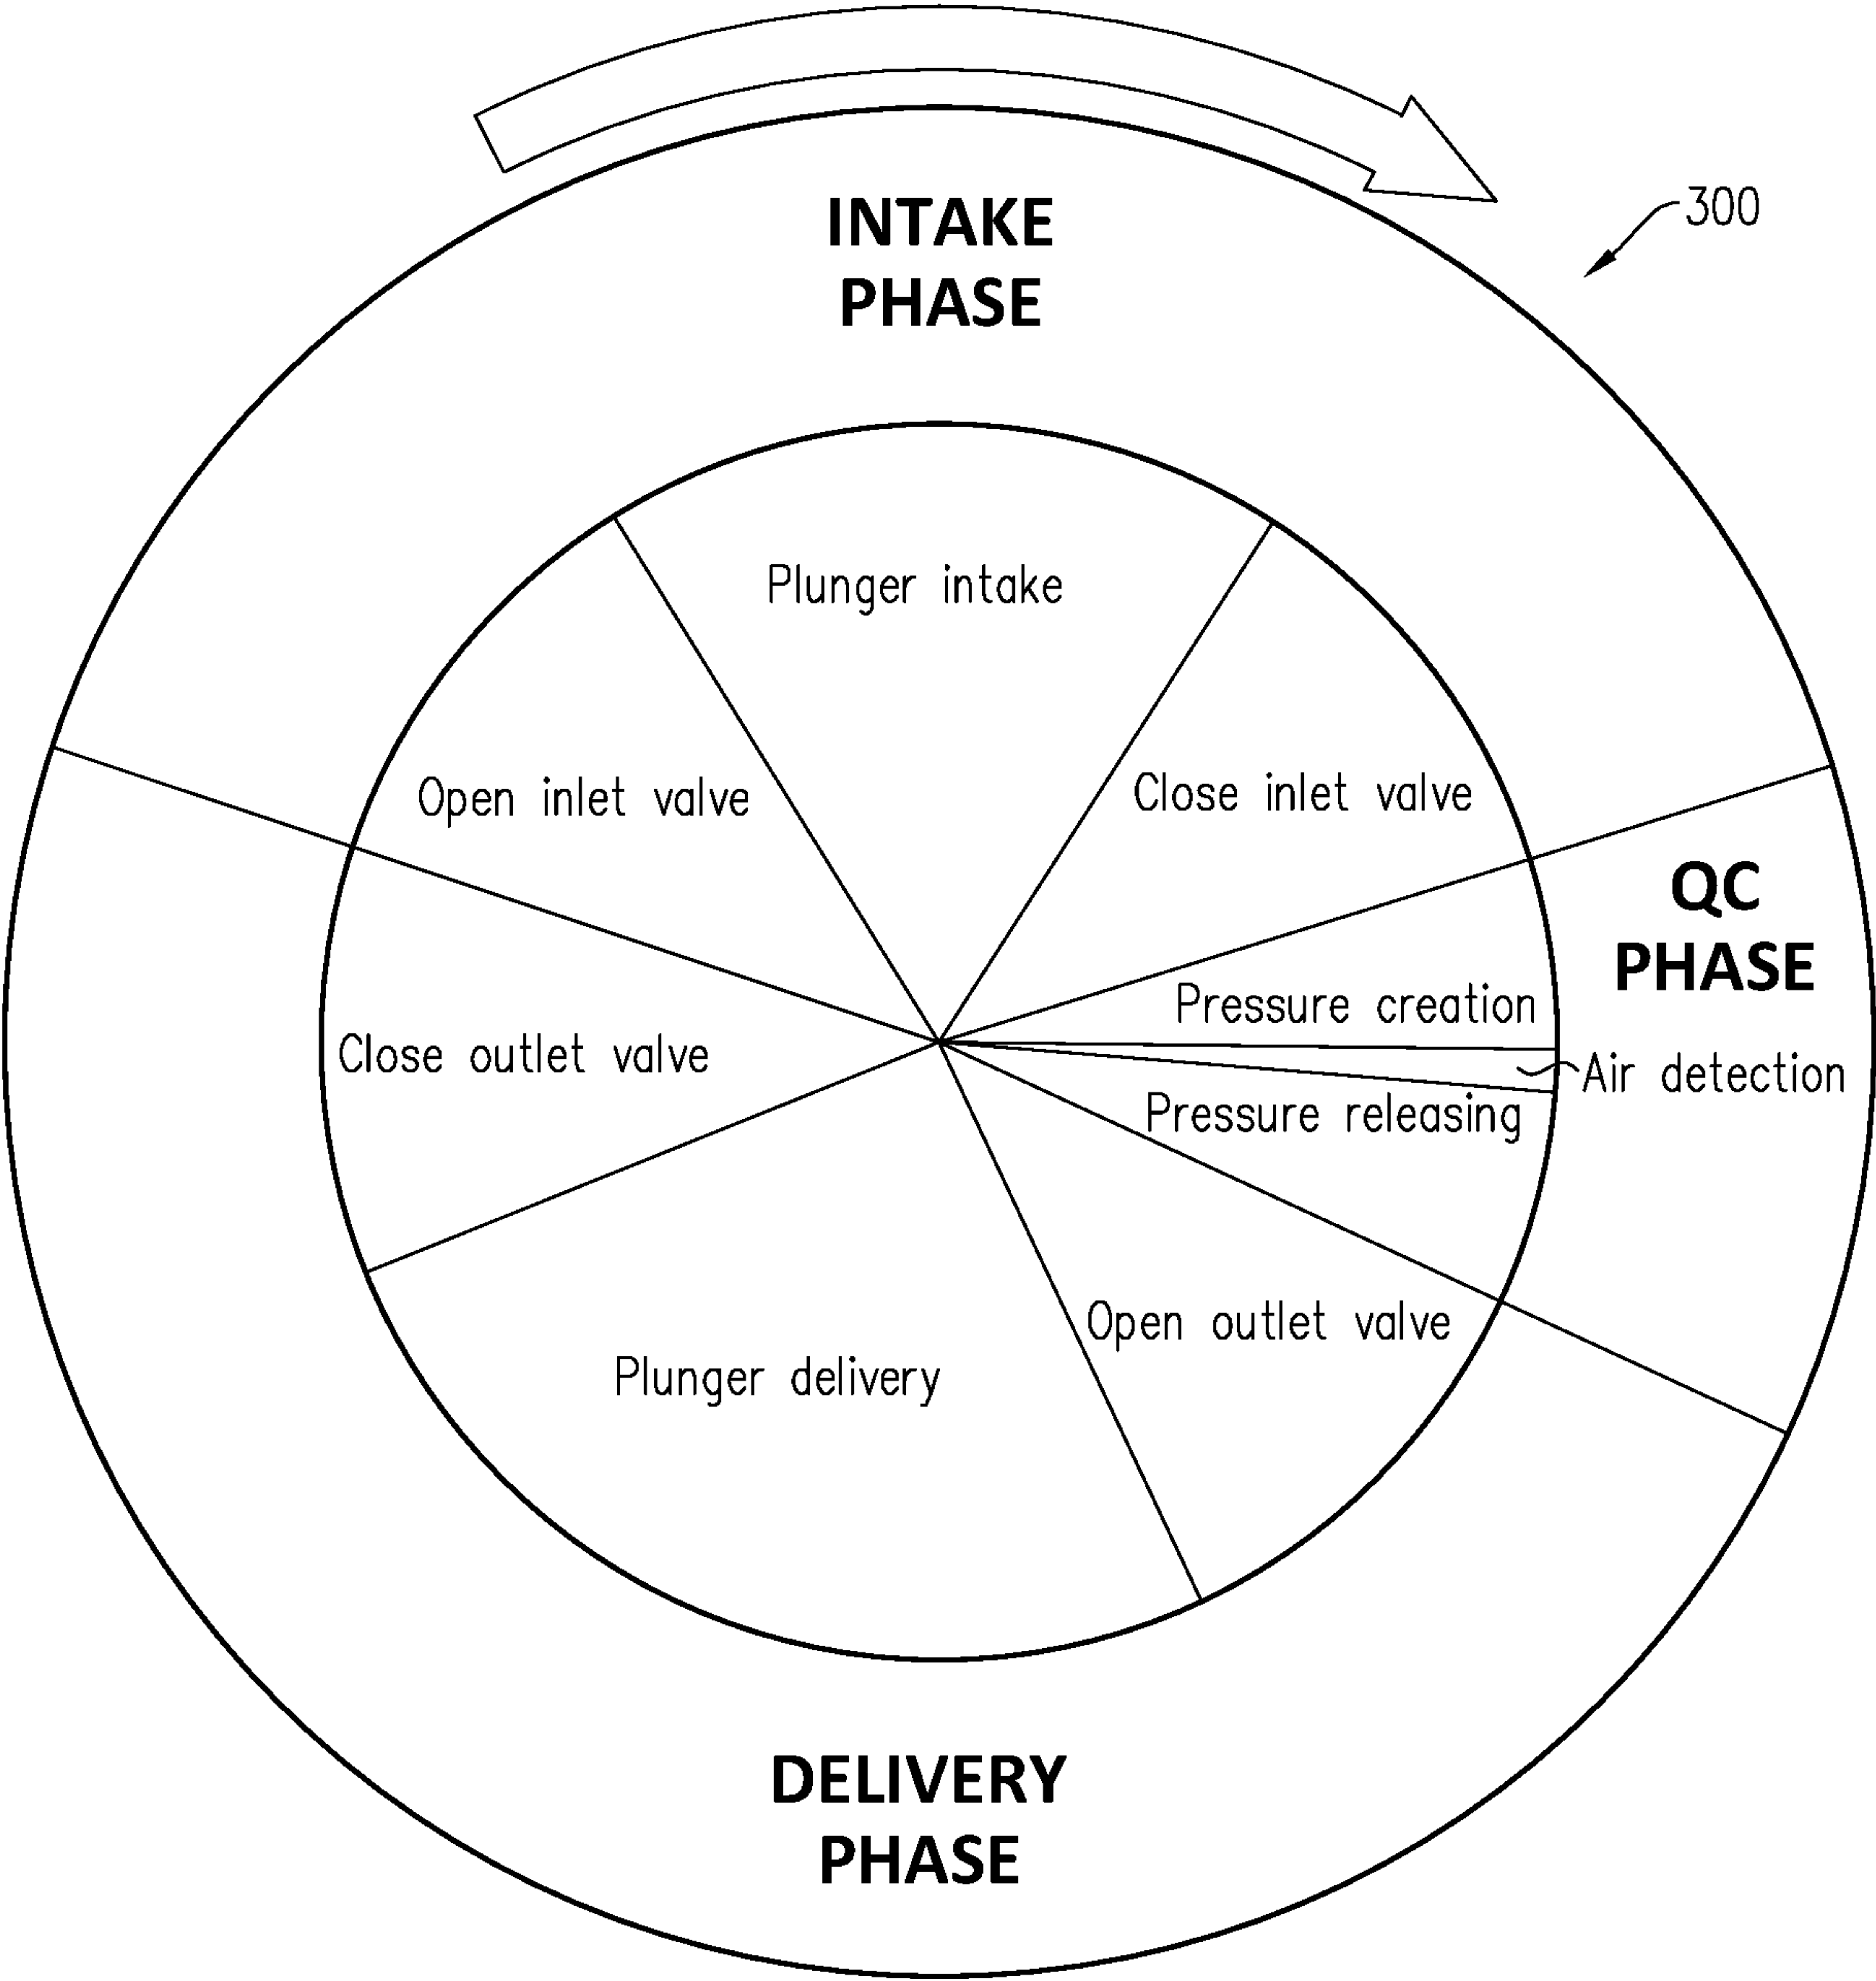 300
INTAKE
PHASE
Plunger intake
Open inlet valve
Close inlet valve
QC
PHASE
Pressure creation
Close outlet valve
Air detection
Pressure releasing
Open outlet valve
Plunger delivery
DELIVERY
PHASE